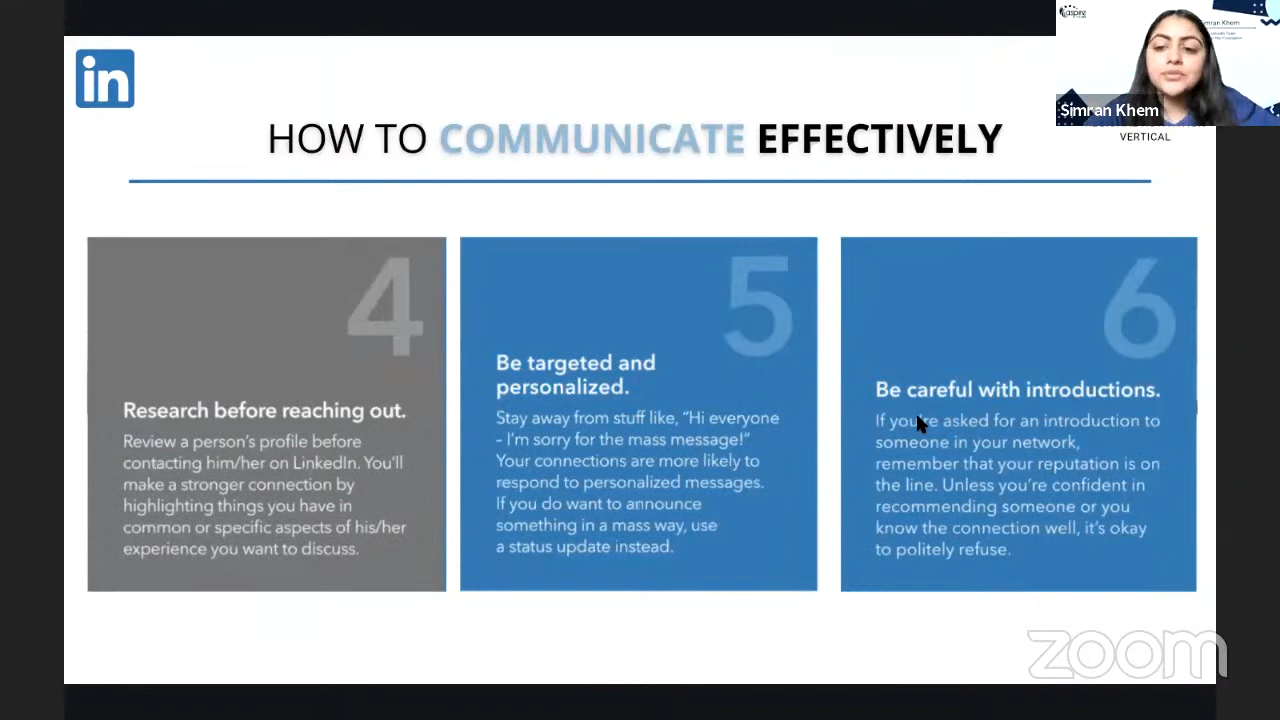 in
HOW TO COMMUNICATE EFFECTIVELY
4
Research before reaching out.
Review a person's profile before
contacting him/her on LinkedIn. You'll
make a stronger connection by
highlighting things you have in
common or specific aspects of his/her
experience you want to discuss.
5
Be targeted and
personalized.
Stay away from stuff like, “Hi everyone
- I'm sorry for the mass message!”
Your connections are more likely to
respond to personalized messages.
If you do want to announce
something in a mass way, use
a status update instead.
6
Be careful with introductions.
If you're asked for an introduction to
someone in your network,
remember that your reputation is on
the line. Unless you're confident in
recommending someone or you
know the connection well, it's okay
to politely refuse.
aspire
Simran Khem
VERTICAL
zoom